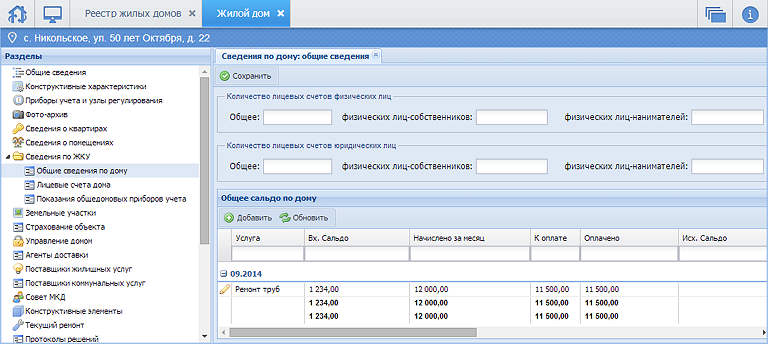 Реестр жилых домов
Жилой дом
с. Никольское, ул. 50 лет Октября, д. 22
Разделы
Общие сведения
Конструктивные характеристики
Приборы учета и узлы регулирования
Фото-архив
Сведения о квартирах
Сведения о помещениях
Сведения по ЖКУ
Общие сведения по дому
Лицевые счета дома
Показания общедомовых приборов учета
Земельные участки
Страхование объекта
Управление домом
Агенты доставки
Поставщики жилищных услуг
Поставщики коммунальных услуг
Совет МКД
Конструктивные элементы
Текущий ремонт
Протоколы решений
Сведения по дому: общие сведения
Сохранить
Количество лицевых счетов физических лиц
Общее: физических лиц-собственников: физических лиц-нанимателей:
Количество лицевых счетов юридических лиц
Общее: физических лиц-собственников: физических лиц-нанимателей:
Общее сальдо по дому
Добавить Обновить
Услуга Вх. Сальдо Начислено за месяц К оплате Оплачено Исх. Сальдо
09.2014
Ремонт труб 1 234,00 12 000,00 11 500,00 11 500,00
1 234,00 12 000,00 11 500,00 11 500,00
1 234,00 12 000,00 11 500,00 11 500,00